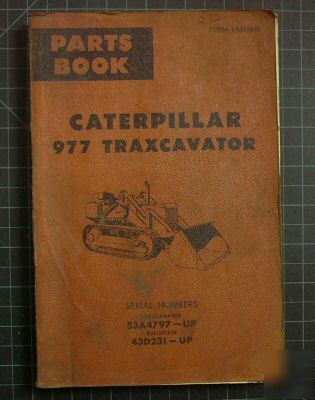 PARTS
BOOK
CATERPILLAR
977 TRAXCAVATOR
SERIAL NUMBERS
TRAXCAVATOR
53A4797-UP
BULLDOZER
43D231-UP